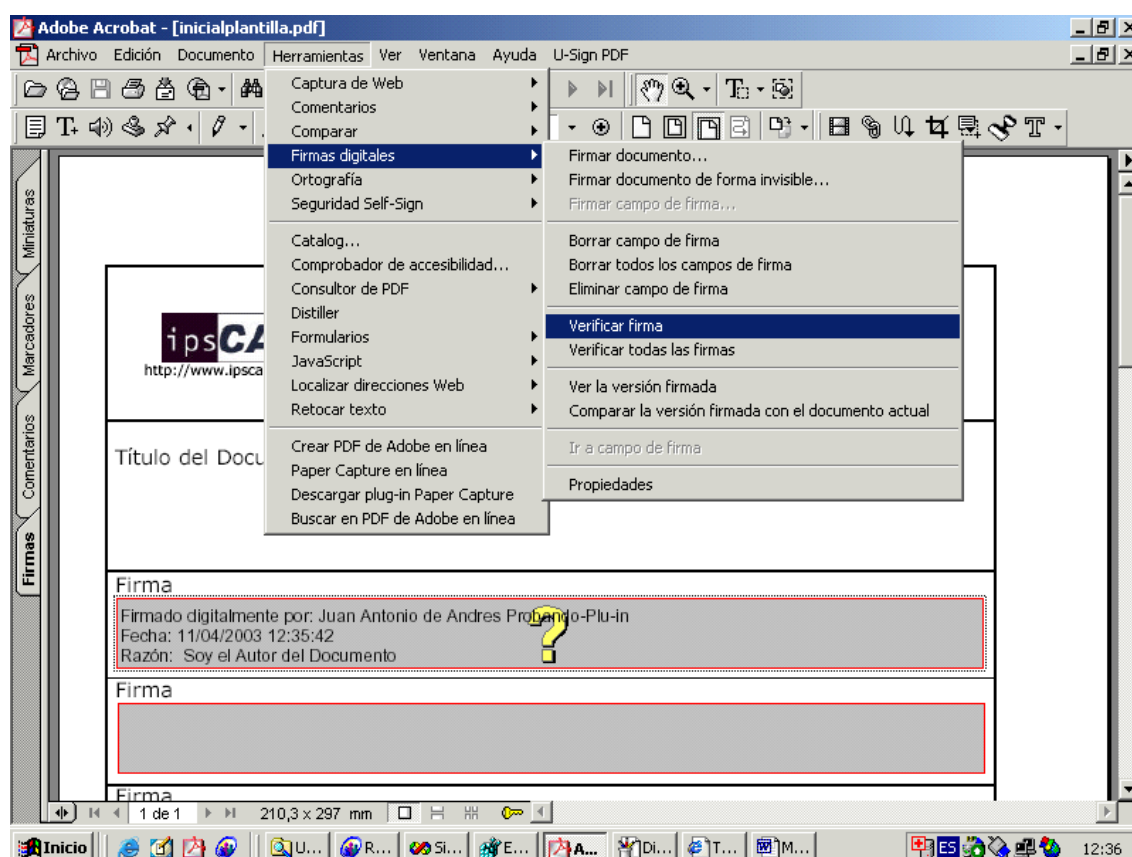 Adobe Acrobat - [inicialplantilla.pdf]
Archivo Edición Documento Herramientas Ver Ventana Ayuda U-Sign PDF
Captura de Web
Comentarios
Comparar
Firmas digitales
Ortografía
Seguridad Self-Sign
Catalog...
Comprobador de accesibilidad...
Consultor de PDF
Distiller
Formularios
JavaScript
Localizar direcciones Web
Retocar texto
Crear PDF de Adobe en línea
Paper Capture en línea
Descargar plug-in Paper Capture
Buscar en PDF de Adobe en línea
Firmar documento...
Firmar documento de forma invisible...
Firmar campo de firma...
Borrar campo de firma
Borrar todos los campos de firma
Eliminar campo de firma
Verificar firma
Verificar todas las firmas
Ver la versión firmada
Comparar la versión firmada con el documento actual
Ir a campo de firma
Propiedades
Miniaturas
Marcadores
Comentarios
Firmas
ipsCA
http://www.ipsca
Título del Docu
Firma
Firmado digitalmente por: Juan Antonio de Andres Probando-Plu-in
Fecha: 11/04/2003 12:35:42
Razón: Soy el Autor del Documento
Firma
Firma
1 de 1 210,3 x 297 mm
Inicio U... R... Si... E... A... Di... T... M... ES 12:36